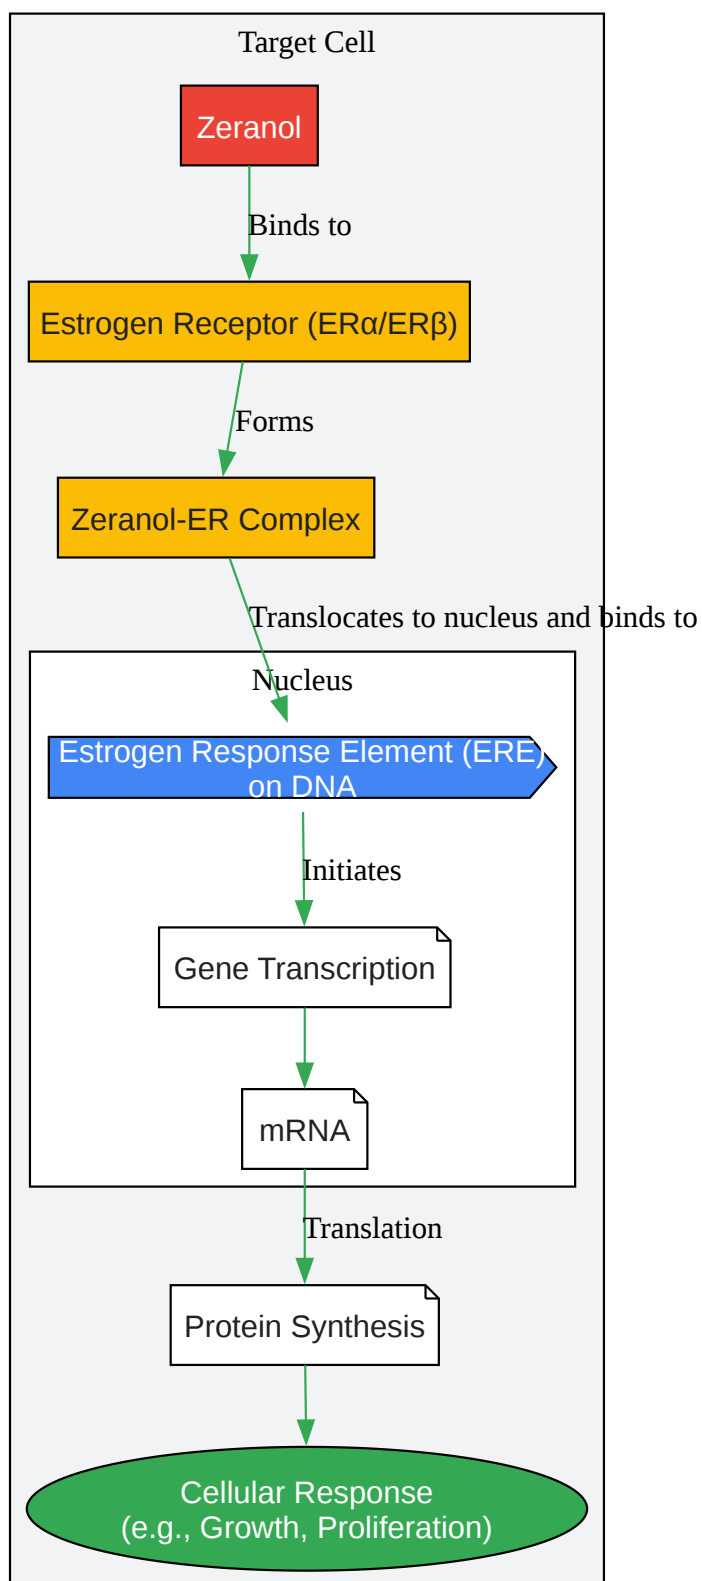 Target Cell
Zeranol
Binds to
Estrogen Receptor (ERα/ERβ)
Forms
Zeranol-ER Complex
Translocates to nucleus and binds to
Nucleus
Estrogen Response Element (ERE)
on DNA
Initiates
Gene Transcription
mRNA
Translation
Protein Synthesis
Cellular Response
(e.g., Growth, Proliferation)